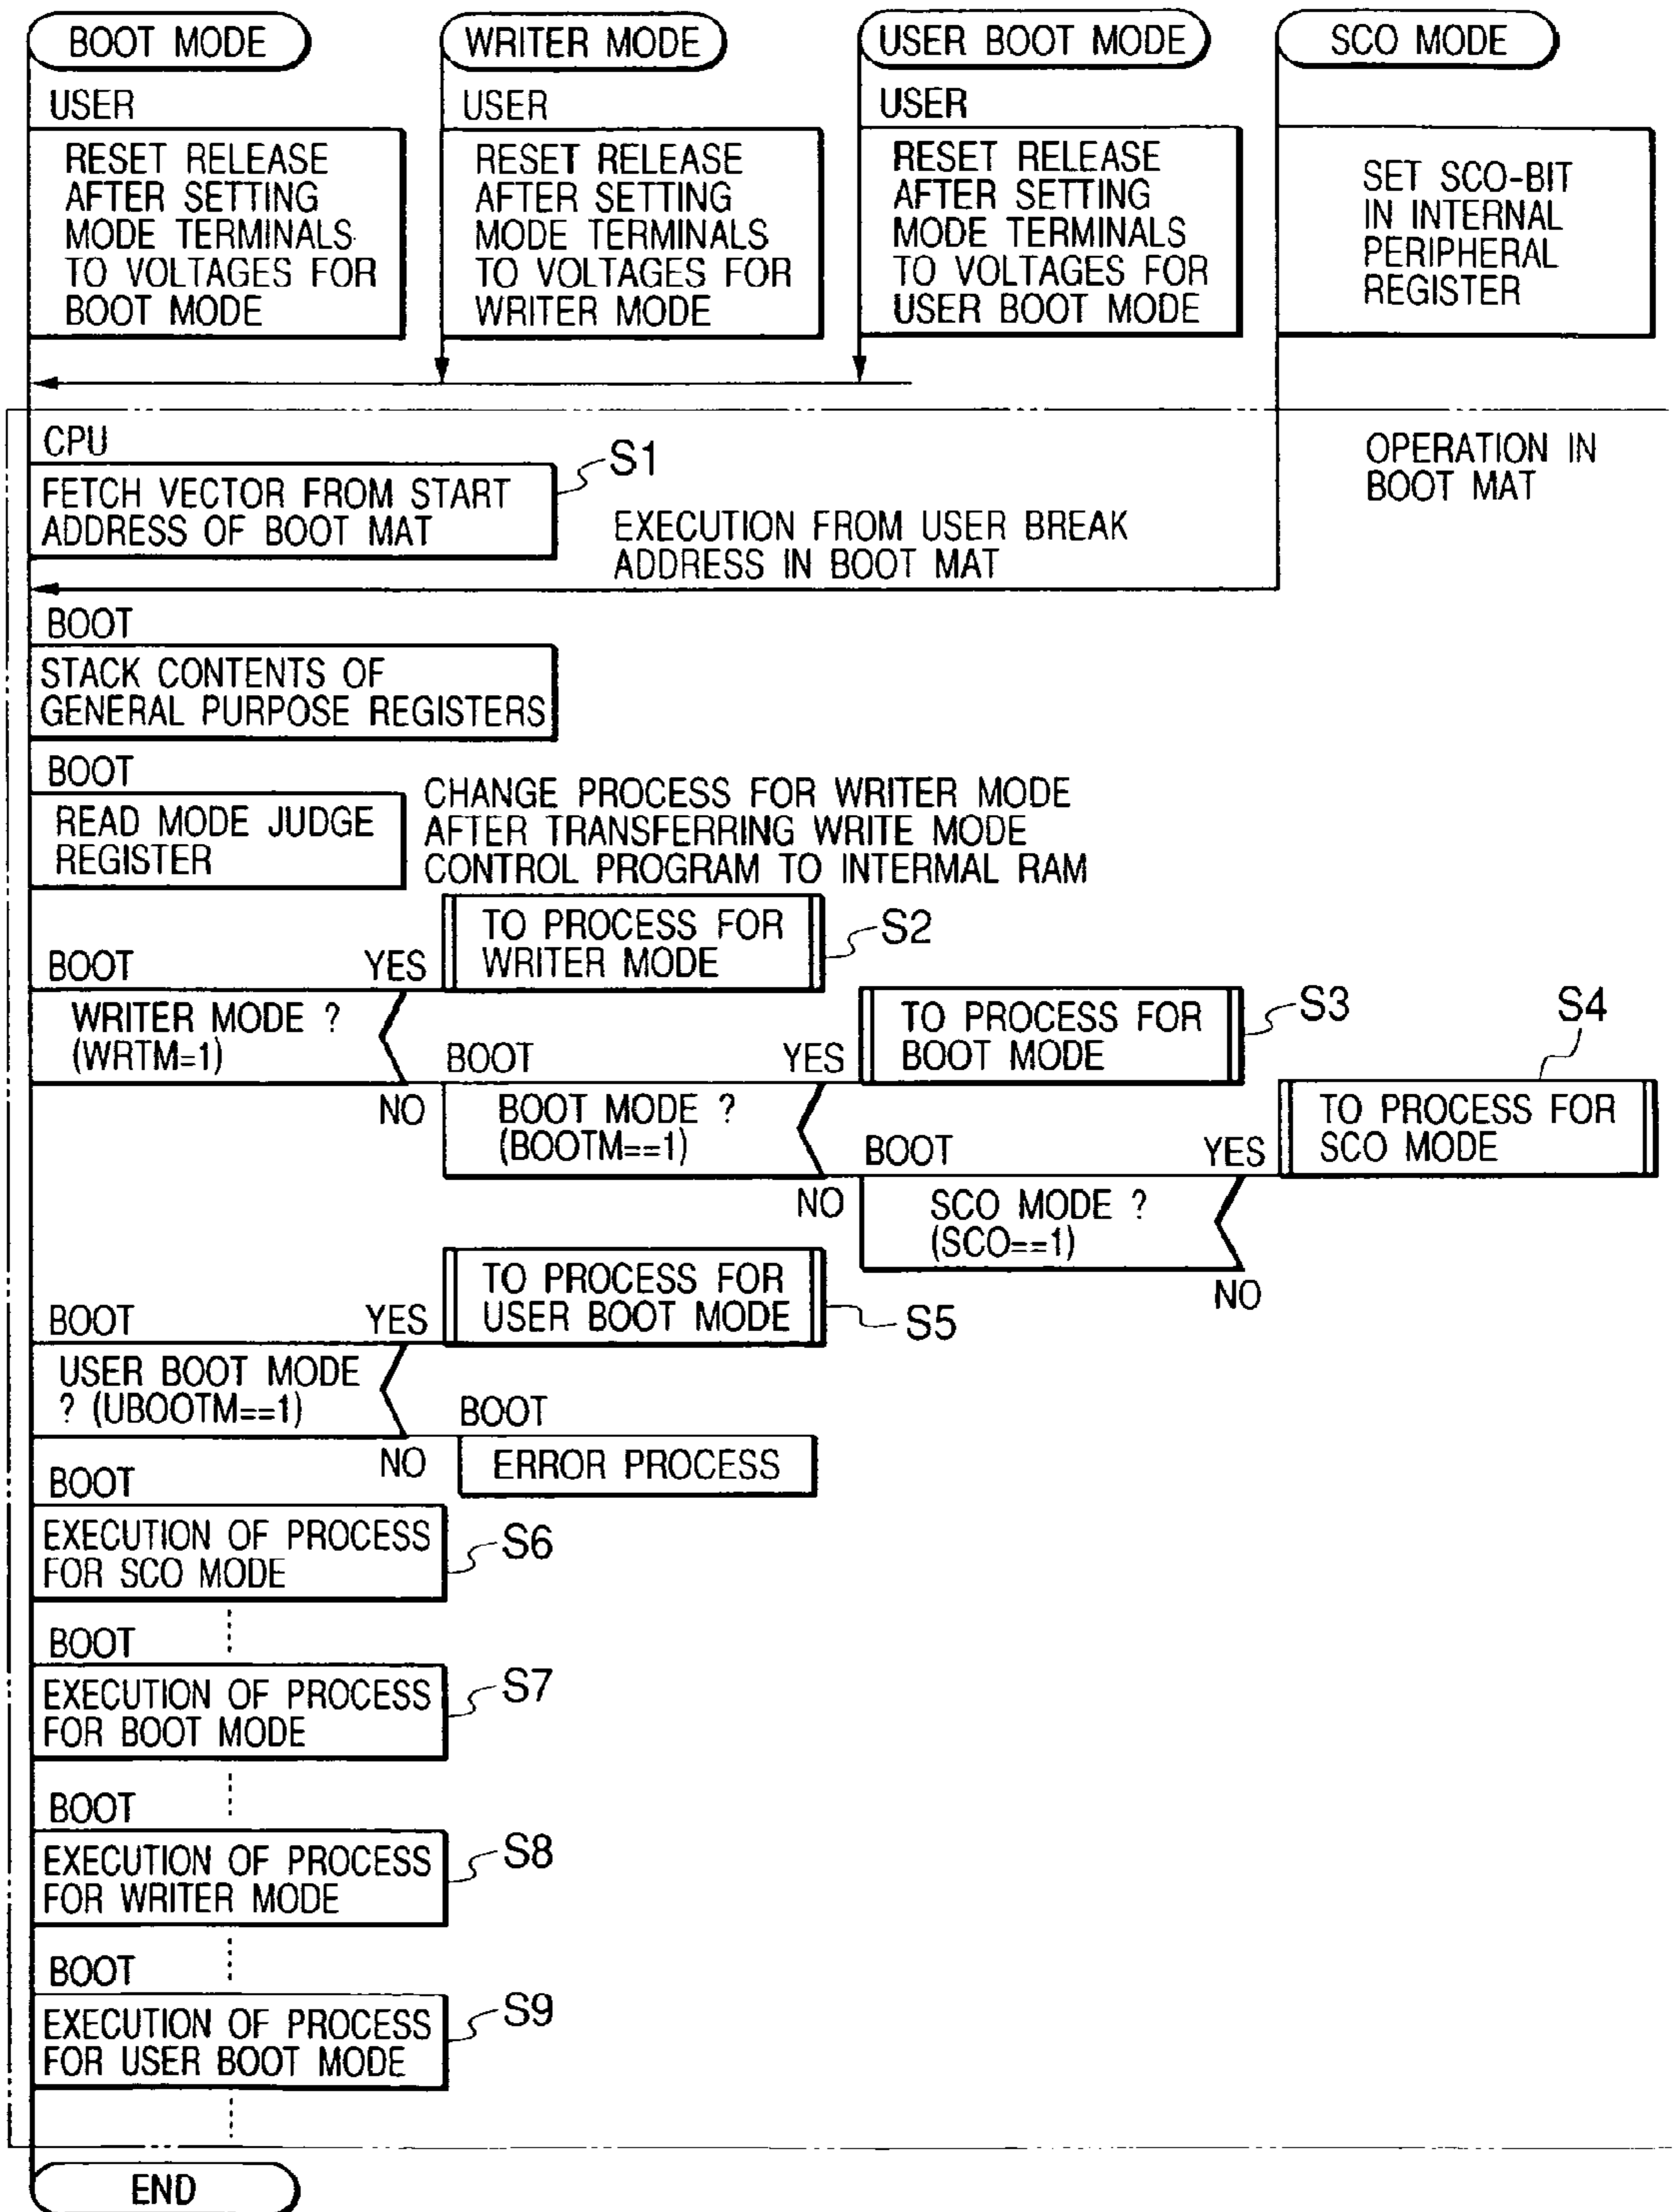 BOOT MODE
WRITER MODE
USER BOOT MODE
SCO MODE
USER
RESET RELEASE
AFTER SETTING
MODE TERMINALS
TO VOLTAGES FOR
BOOT MODE
USER
RESET RELEASE
AFTER SETTING
MODE TERMINALS
TO VOLTAGES FOR
WRITER MODE
USER
RESET RELEASE
AFTER SETTING
MODE TERMINALS
TO VOLTAGES FOR
USER BOOT MODE
SET SCO-BIT
IN INTERNAL
PERIPHERAL
REGISTER
CPU
FETCH VECTOR FROM START
ADDRESS OF BOOT MAT
S1
OPERATION IN
BOOT MAT
EXECUTION FROM USER BREAK
ADDRESS IN BOOT MAT
BOOT
STACK CONTENTS OF
GENERAL PURPOSE REGISTERS
BOOT
READ MODE JUDGE
REGISTER
CHANGE PROCESS FOR WRITER MODE
AFTER TRANSFERRING WRITE MODE
CONTROL PROGRAM TO INTERMAL RAM
TO PROCESS FOR
WRITER MODE
S2
BOOT
YES
WRITER MODE ?
(WRTM=1)
NO
TO PROCESS FOR
BOOT MODE
S3
BOOT
YES
BOOT MODE ?
(BOOTM==1)
NO
S4
TO PROCESS FOR
SCO MODE
BOOT
YES
SCO MODE ?
(SCO==1)
NO
TO PROCESS FOR
USER BOOT MODE
S5
BOOT
YES
USER BOOT MODE
? (UBOOTM==1)
NO
BOOT
ERROR PROCESS
BOOT
EXECUTION OF PROCESS
FOR SCO MODE
S6
BOOT
EXECUTION OF PROCESS
FOR BOOT MODE
S7
BOOT
EXECUTION OF PROCESS
FOR WRITER MODE
S8
BOOT
EXECUTION OF PROCESS
FOR USER BOOT MODE
S9
END